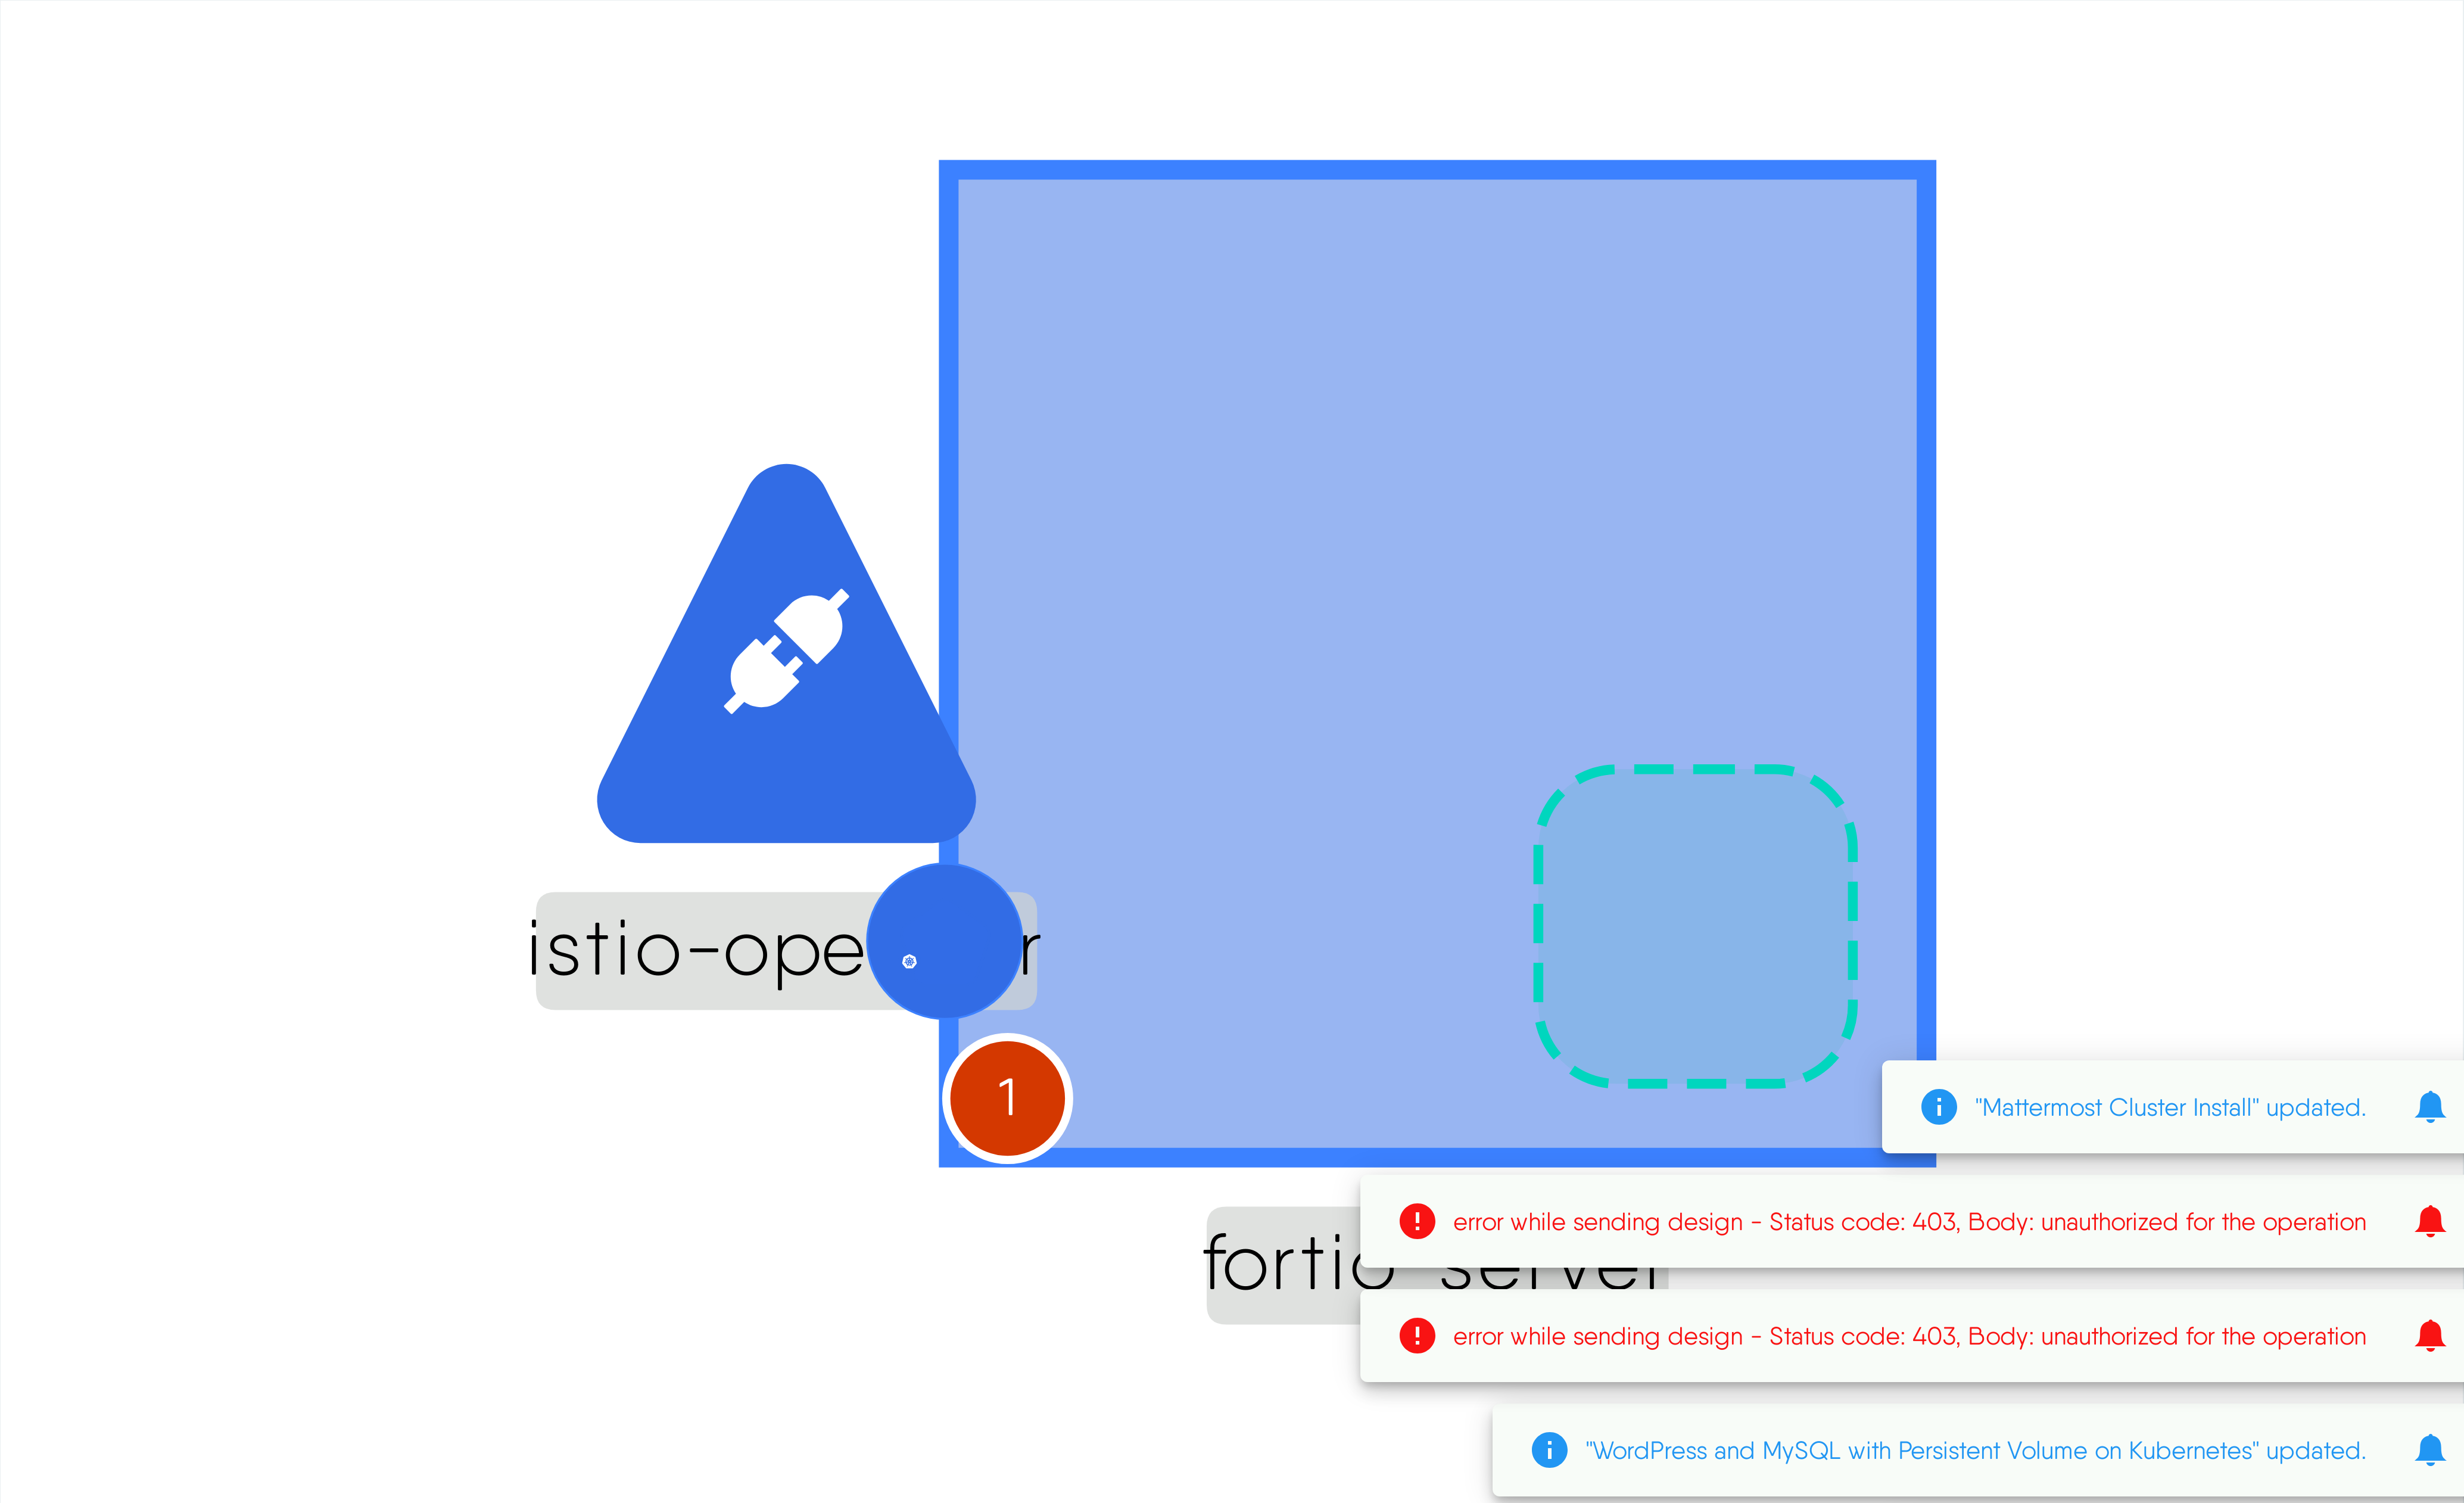 istio-ope r
1
"Mattermost Cluster Install" updated.
error while sending design - Status code: 403, Body: unauthorized for the operation
fortio server
error while sending design - Status code: 403, Body: unauthorized for the operation
"WordPress and MySQL with Persistent Volume on Kubernetes" updated.